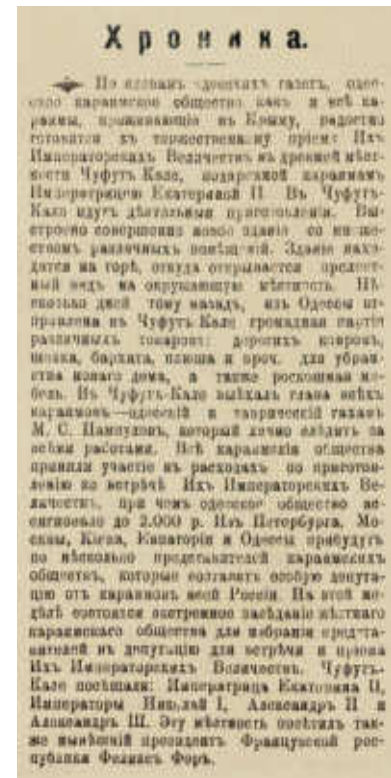 Хроника.
По словамъ одесскихъ газетъ, одес-
ское караимское общество какъ и всѣ ка-
раимы, проживающіе въ Крыму, радостно
готовятся къ торжественному пріему Ихъ
Императорскихъ Величествъ въ древней мѣст-
ности Чуфутъ Кале, подаренной караимамъ
Императрицею Екатериной II. Въ Чуфутъ-
Кале идутъ дѣятельныя приготовленія. Вы-
строено совершенно новое зданіе со множе-
ствомъ различныхъ помѣщеній. Зданіе нахо-
дится на горѣ, откуда открывается прелест-
ный видъ на окружающую мѣстность. Нѣ-
сколько дней тому назадъ, изъ Одессы от-
правлена въ Чуфутъ Кале громадная партія
различныхъ товаровъ: дорогихъ ковровъ,
шелка, бархата, плюша и проч. для убран-
ства новаго дома, а также роскошная ме-
бель. Въ Чуфутъ-Кале выѣхалъ глава всѣхъ
караимовъ—одесскій и таврическій гахамъ
М. С. Пампуловъ, который лично слѣдитъ за
всѣми работами. Всѣ караимскія общества
приняли участіе въ расходахъ по приготов-
ленію ко встрѣчѣ Ихъ Императорскихъ Ве-
личествъ, при чемъ одесское общество ас-
сигновало до 2.000 р. Изъ Петербурга, Мо-
сквы, Кіева, Евпаторіи и Одессы прибудутъ
по нѣсколько представителей караимскихъ
обществъ, которые составятъ особую депута-
цію отъ караимовъ всей Россіи. На этой не-
дѣлѣ состоится экстренное засѣданіе мѣстнаго
караимскаго общества для избранія предста-
вителей въ депутацію для встрѣчи и пріема
Ихъ Императорскихъ Величествъ. Чуфутъ-
Кале посѣщали: Императрица Екатерина II,
Императоры Николай I, Александръ II и
Александръ III. Эту мѣстность посѣтилъ так-
же нынѣшній президентъ Французской рес-
публики Феликсъ Форъ.